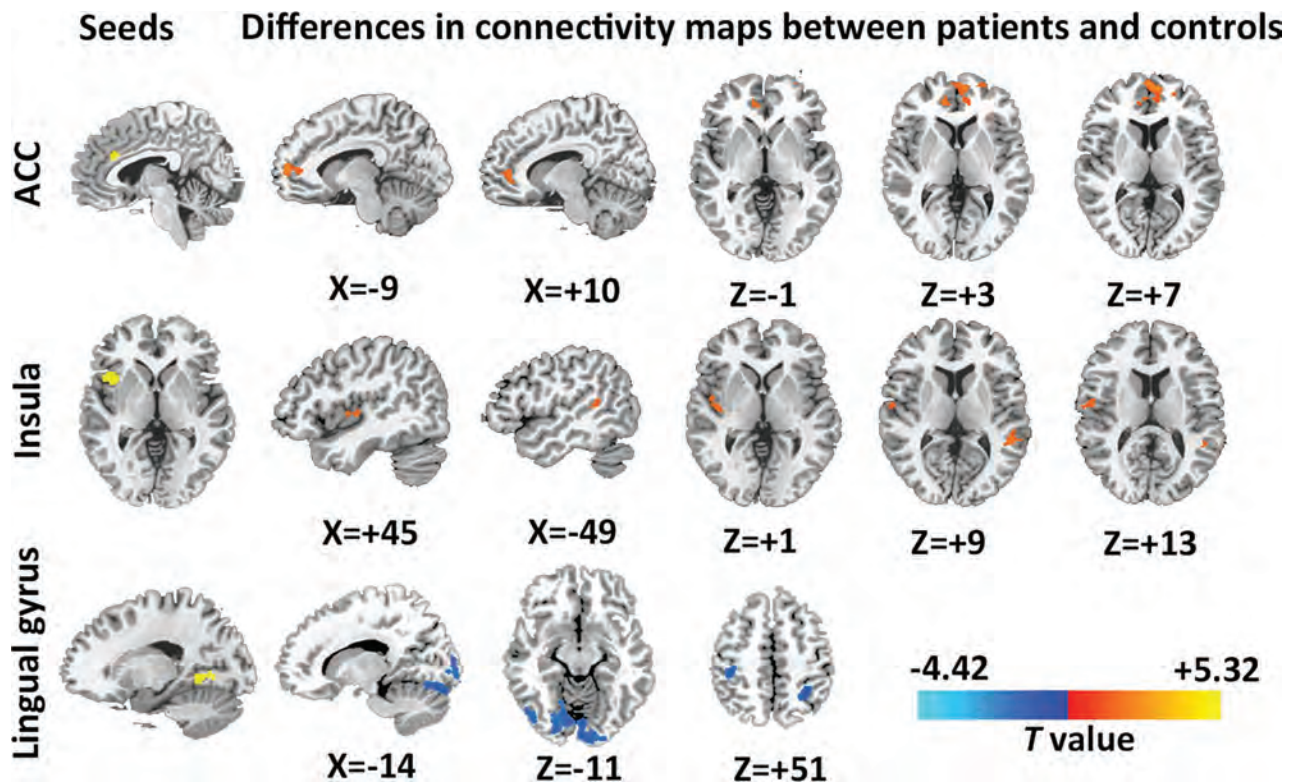 Seeds Differences in connectivity maps between patients and controls
ACC
X=-9 X=+10 Z=-1 Z=+3 Z=+7
Insula
X=+45 X=-49 Z=+1 Z=+9 Z=+13
Lingual gyrus
X=-14 Z=-11 Z=+51
-4.42 +5.32
T value